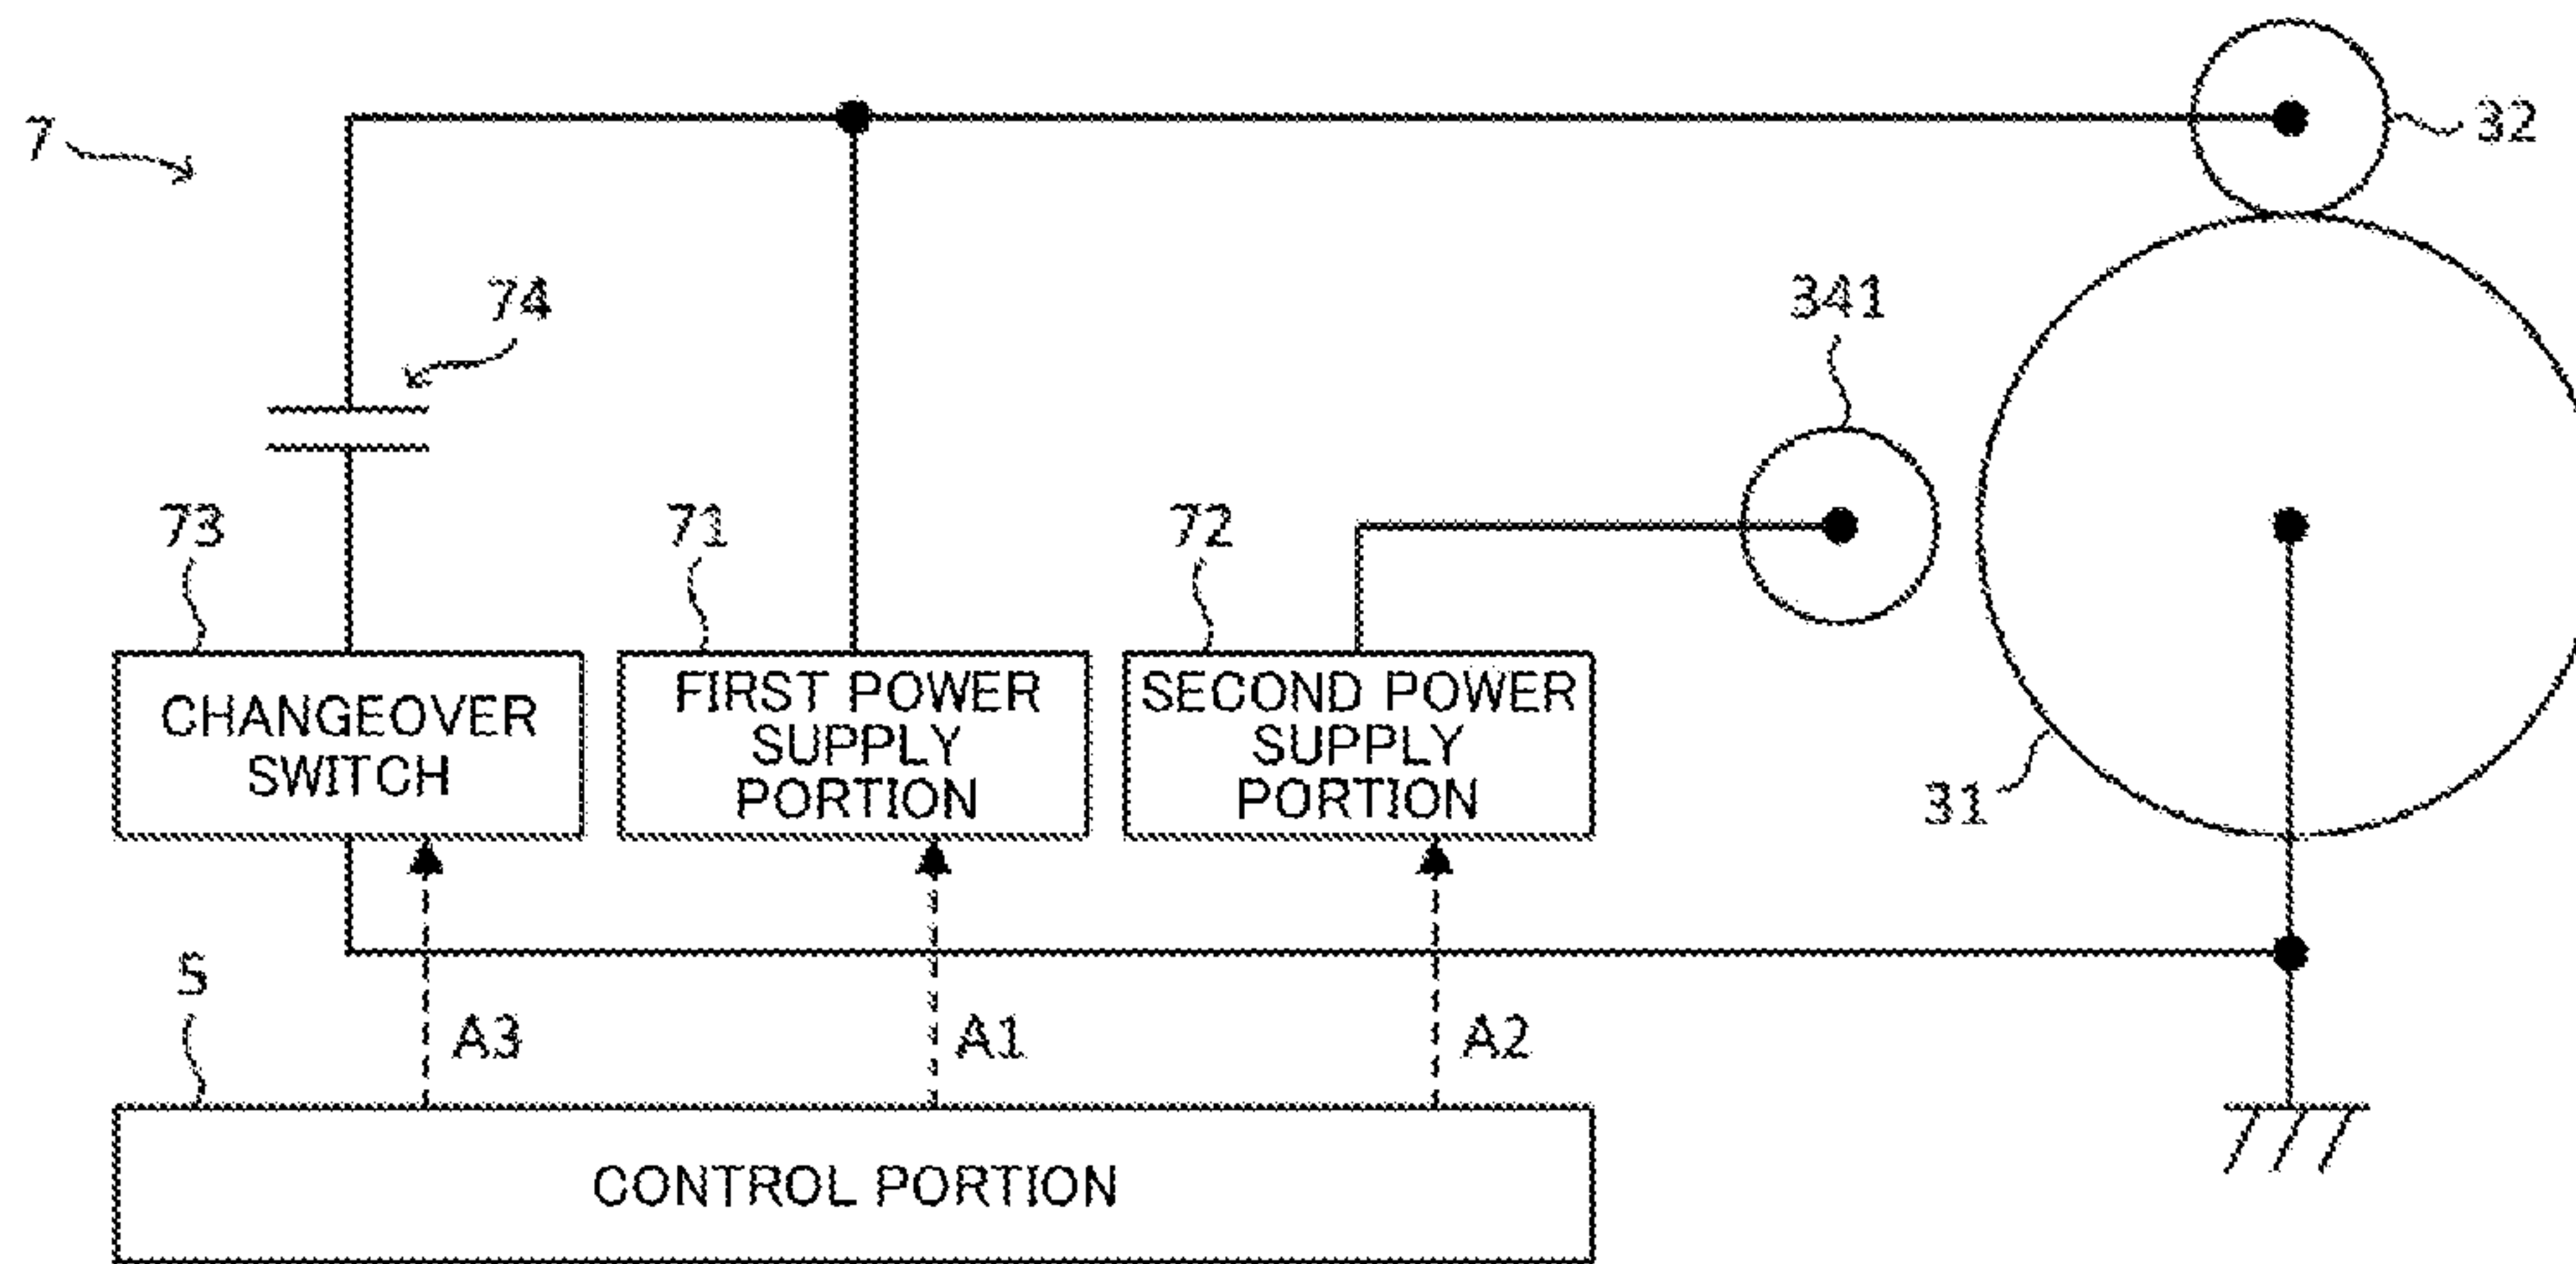 7
32
74
341
73
71
72
CHANGEOVER
SWITCH
FIRST POWER
SUPPLY
PORTION
SECOND POWER
SUPPLY
PORTION
31
5
A3
A1
A2
CONTROL PORTION